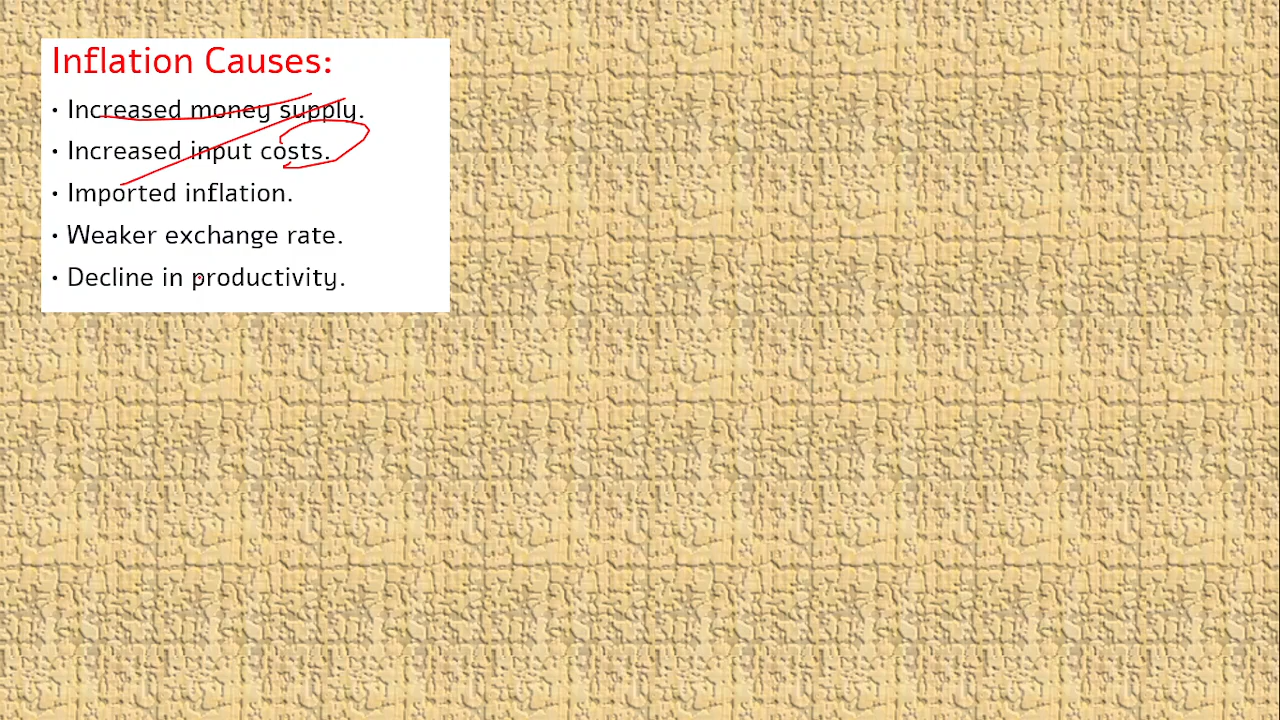 Inflation Causes:
• Increased money supply.
• Increased input costs.
• Imported inflation.
• Weaker exchange rate.
• Decline in productivity.